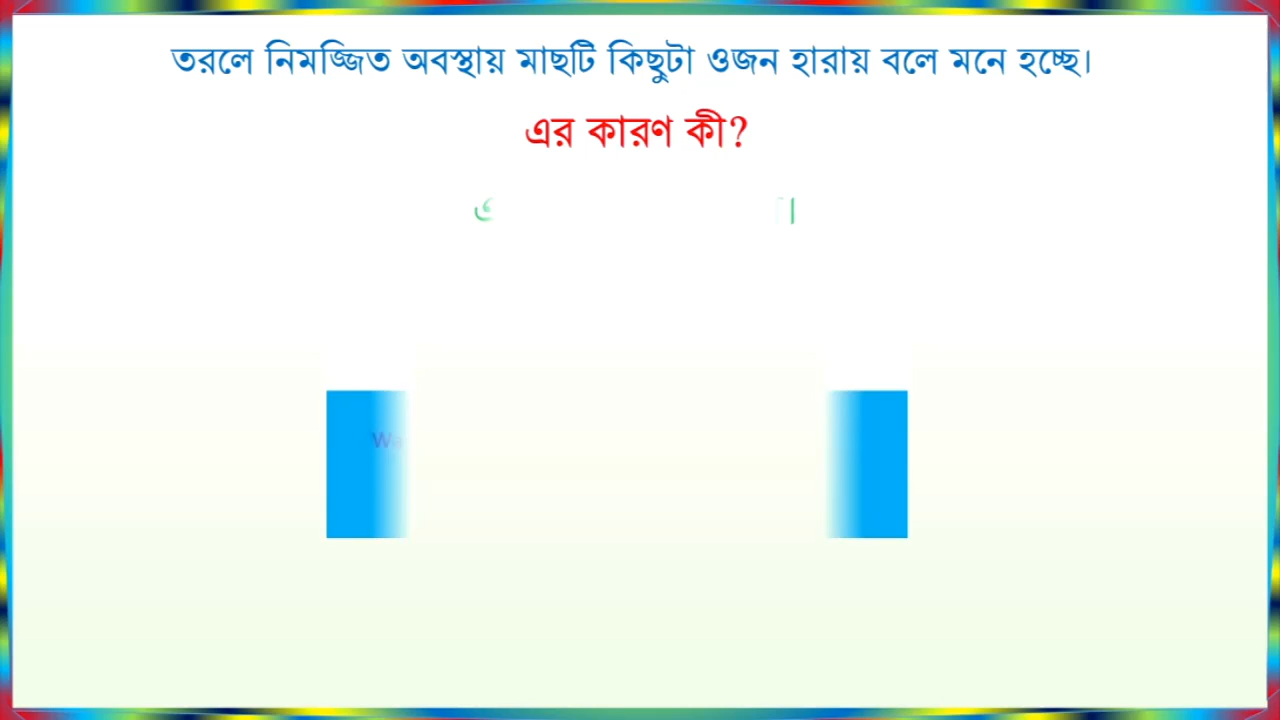 তরলে নিমজ্জিত অবস্থায় মাছটি কিছুটা ওজন হারায় বলে মনে হচ্ছে।
এর কারণ কী?